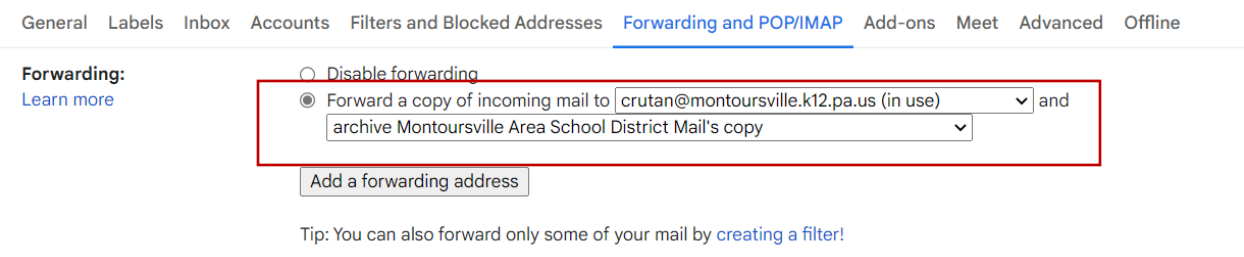 General Labels Inbox Accounts Filters and Blocked Addresses Forwarding and POP/IMAP Add-ons Meet Advanced Offline
Forwarding: Disable forwarding
Learn more Forward a copy of incoming mail to crutan@montoursville.k12.pa.us (in use) and
archive Montoursville Area School District Mail's copy
Add a forwarding address
Tip: You can also forward only some of your mail by creating a filter!